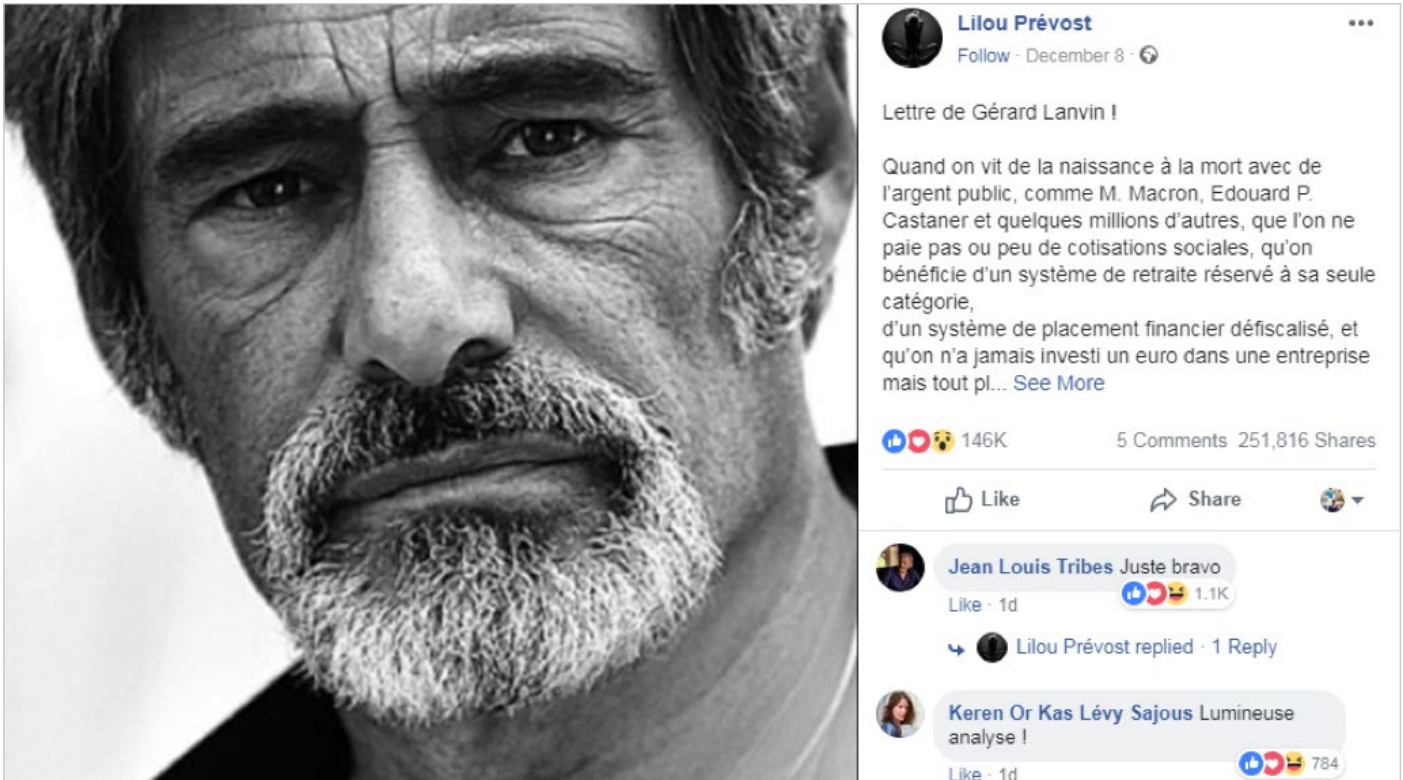 Lilou Prévost
Follow · December 8 ·
Lettre de Gérard Lanvin !
Quand on vit de la naissance à la mort avec de
l'argent public, comme M. Macron, Edouard P.
Castaner et quelques millions d'autres, que l'on ne
paie pas ou peu de cotisations sociales, qu'on
bénéficie d'un système de retraite réservé à sa seule
catégorie,
d'un système de placement financier défiscalisé, et
qu'on n'a jamais investi un euro dans une entreprise
mais tout pl... See More
146K 5 Comments 251,816 Shares
Like Share
Jean Louis Tribes Juste bravo
1.1K
Like · 1d
Lilou Prévost replied · 1 Reply
Keren Or Kas Lévy Sajous Lumineuse
analyse !
784
Like · 1d